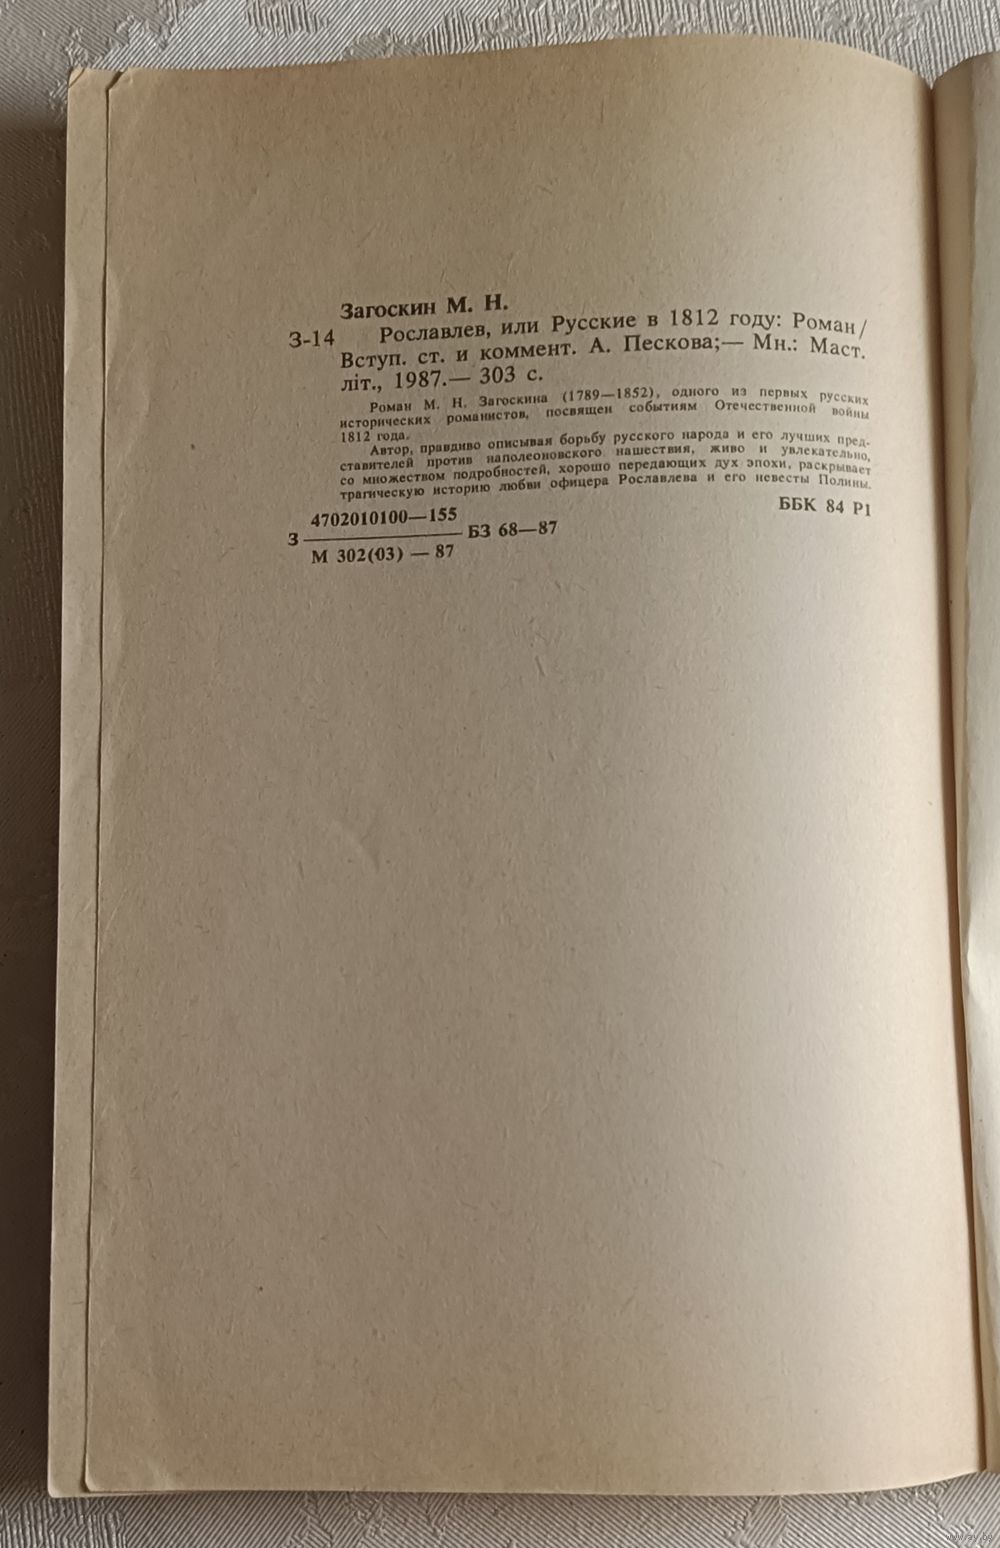 Загоскин М. Н.
З-14 Рославлев, или Русские в 1812 году: Роман/
Вступ. ст. и коммент. А. Пескова;— Мн.: Маст.
літ., 1987.— 303 с.
Роман М. Н. Загоскина (1789—1852), одного из первых русских
исторических романистов, посвящен событиям Отечественной войны
1812 года.
Автор, правдиво описывая борьбу русского народа и его лучших пред-
ставителей против наполеоновского нашествия, живо и увлекательно,
со множеством подробностей, хорошо передающих дух эпохи, раскрывает
трагическую историю любви офицера Рославлева и его невесты Полины.
ББК 84 Р1
4702010100—155
З БЗ 68—87
М 302(03) — 87
www.ay.by